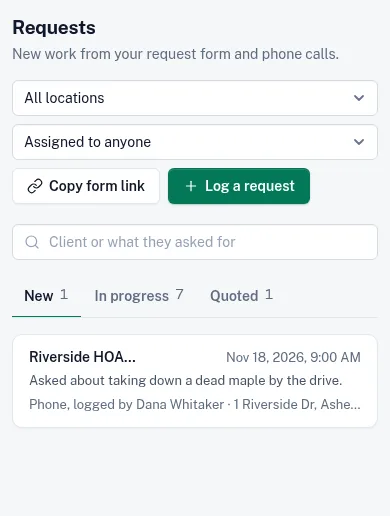 Requests
New work from your request form and phone calls.
All locations
Assigned to anyone
Copy form link
Log a request
Client or what they asked for
New 1 In progress 7 Quoted 1
Riverside HOA... Nov 18, 2026, 9:00 AM
Asked about taking down a dead maple by the drive.
Phone, logged by Dana Whitaker · 1 Riverside Dr, Ashe...